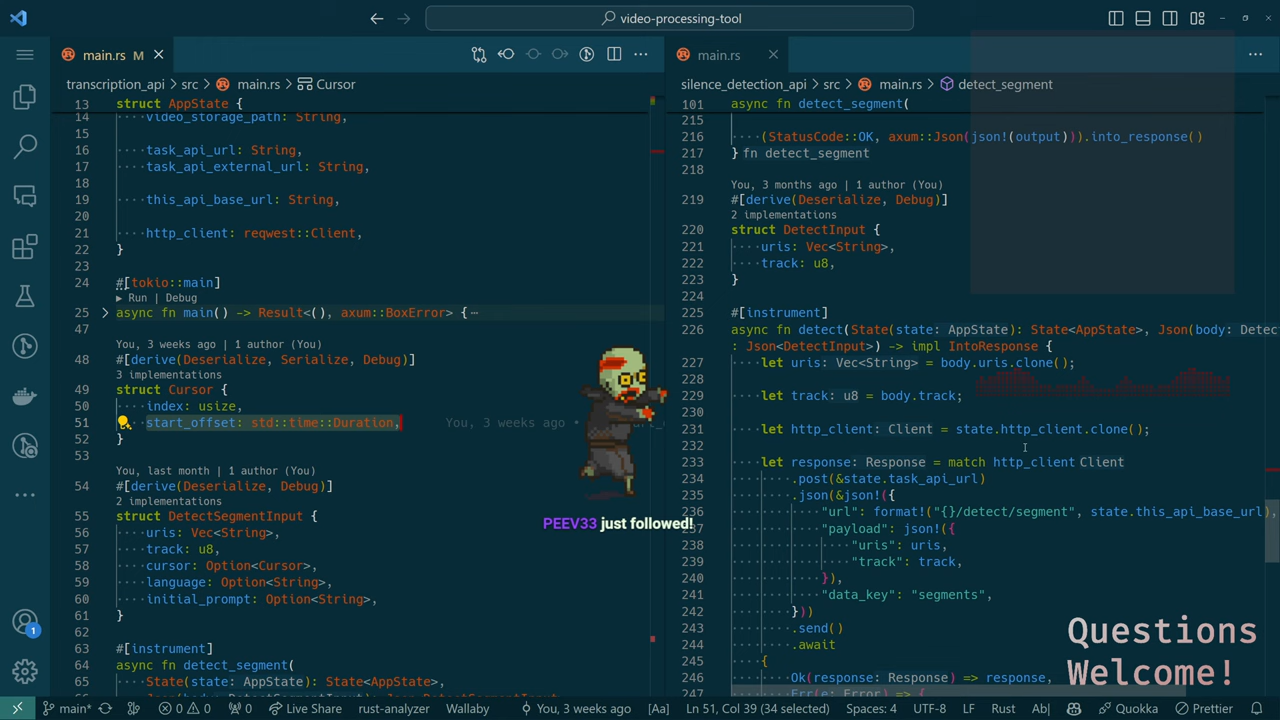 video-processing-tool
main.rs M
main.rs
transcription_api > src > main.rs > Cursor
silence_detection_api > src > main.rs > detect_segment
13 struct AppState {
14 video_storage_path: String,
15
16 task_api_url: String,
17 task_api_external_url: String,
18
19 this_api_base_url: String,
20
21 http_client: reqwest::Client,
22 }
23
24 #[tokio::main]
▶ Run | Debug
25 async fn main() -> Result<(), axum::BoxError> {
47
You, 3 weeks ago | 1 author (You)
48 #[derive(Deserialize, Serialize, Debug)]
3 implementations
49 struct Cursor {
50 index: usize,
51 start_offset: std::time::Duration, You, 3 weeks ago •
52 }
53
You, last month | 1 author (You)
54 #[derive(Deserialize, Debug)]
2 implementations
55 struct DetectSegmentInput {
56 uris: Vec<String>,
57 track: u8,
58 cursor: Option<Cursor>,
59 language: Option<String>,
60 initial_prompt: Option<String>,
61 }
62
63 #[instrument]
64 async fn detect_segment(
65 State(state: AppState): State<AppState>,
101 async fn detect_segment(
215
216 (StatusCode::OK, axum::Json(json!(output))).into_response()
217 } fn detect_segment
218
You, 3 months ago | 1 author (You)
219 #[derive(Deserialize, Debug)]
2 implementations
220 struct DetectInput {
221 uris: Vec<String>,
222 track: u8,
223 }
224
225 #[instrument]
226 async fn detect(State(state: AppState): State<AppState>, Json(body: Detec
: Json<DetectInput>) -> impl IntoResponse {
227 let uris: Vec<String> = body.uris.clone();
228
229 let track: u8 = body.track;
230
231 let http_client: Client = state.http_client.clone();
232
233 let response: Response = match http_client Client
234 .post(&state.task_api_url)
235 .json(&json!({
236 "url": format!("{}/detect/segment", state.this_api_base_url),
237 "payload": json!({
238 "uris": uris,
239 "track": track,
240 }),
241 "data_key": "segments",
242 }))
243 .send()
244 .await
245 {
246 Ok(response: Response) => response,
247 Err(e: Error) => {
PEEV33 just followed!
Questions
Welcome!
1
main* 0 0 0 Live Share rust-analyzer Wallaby You, 3 weeks ago [Aa] Ln 51, Col 39 (34 selected) Spaces: 4 UTF-8 LF Rust Quokka Prettier